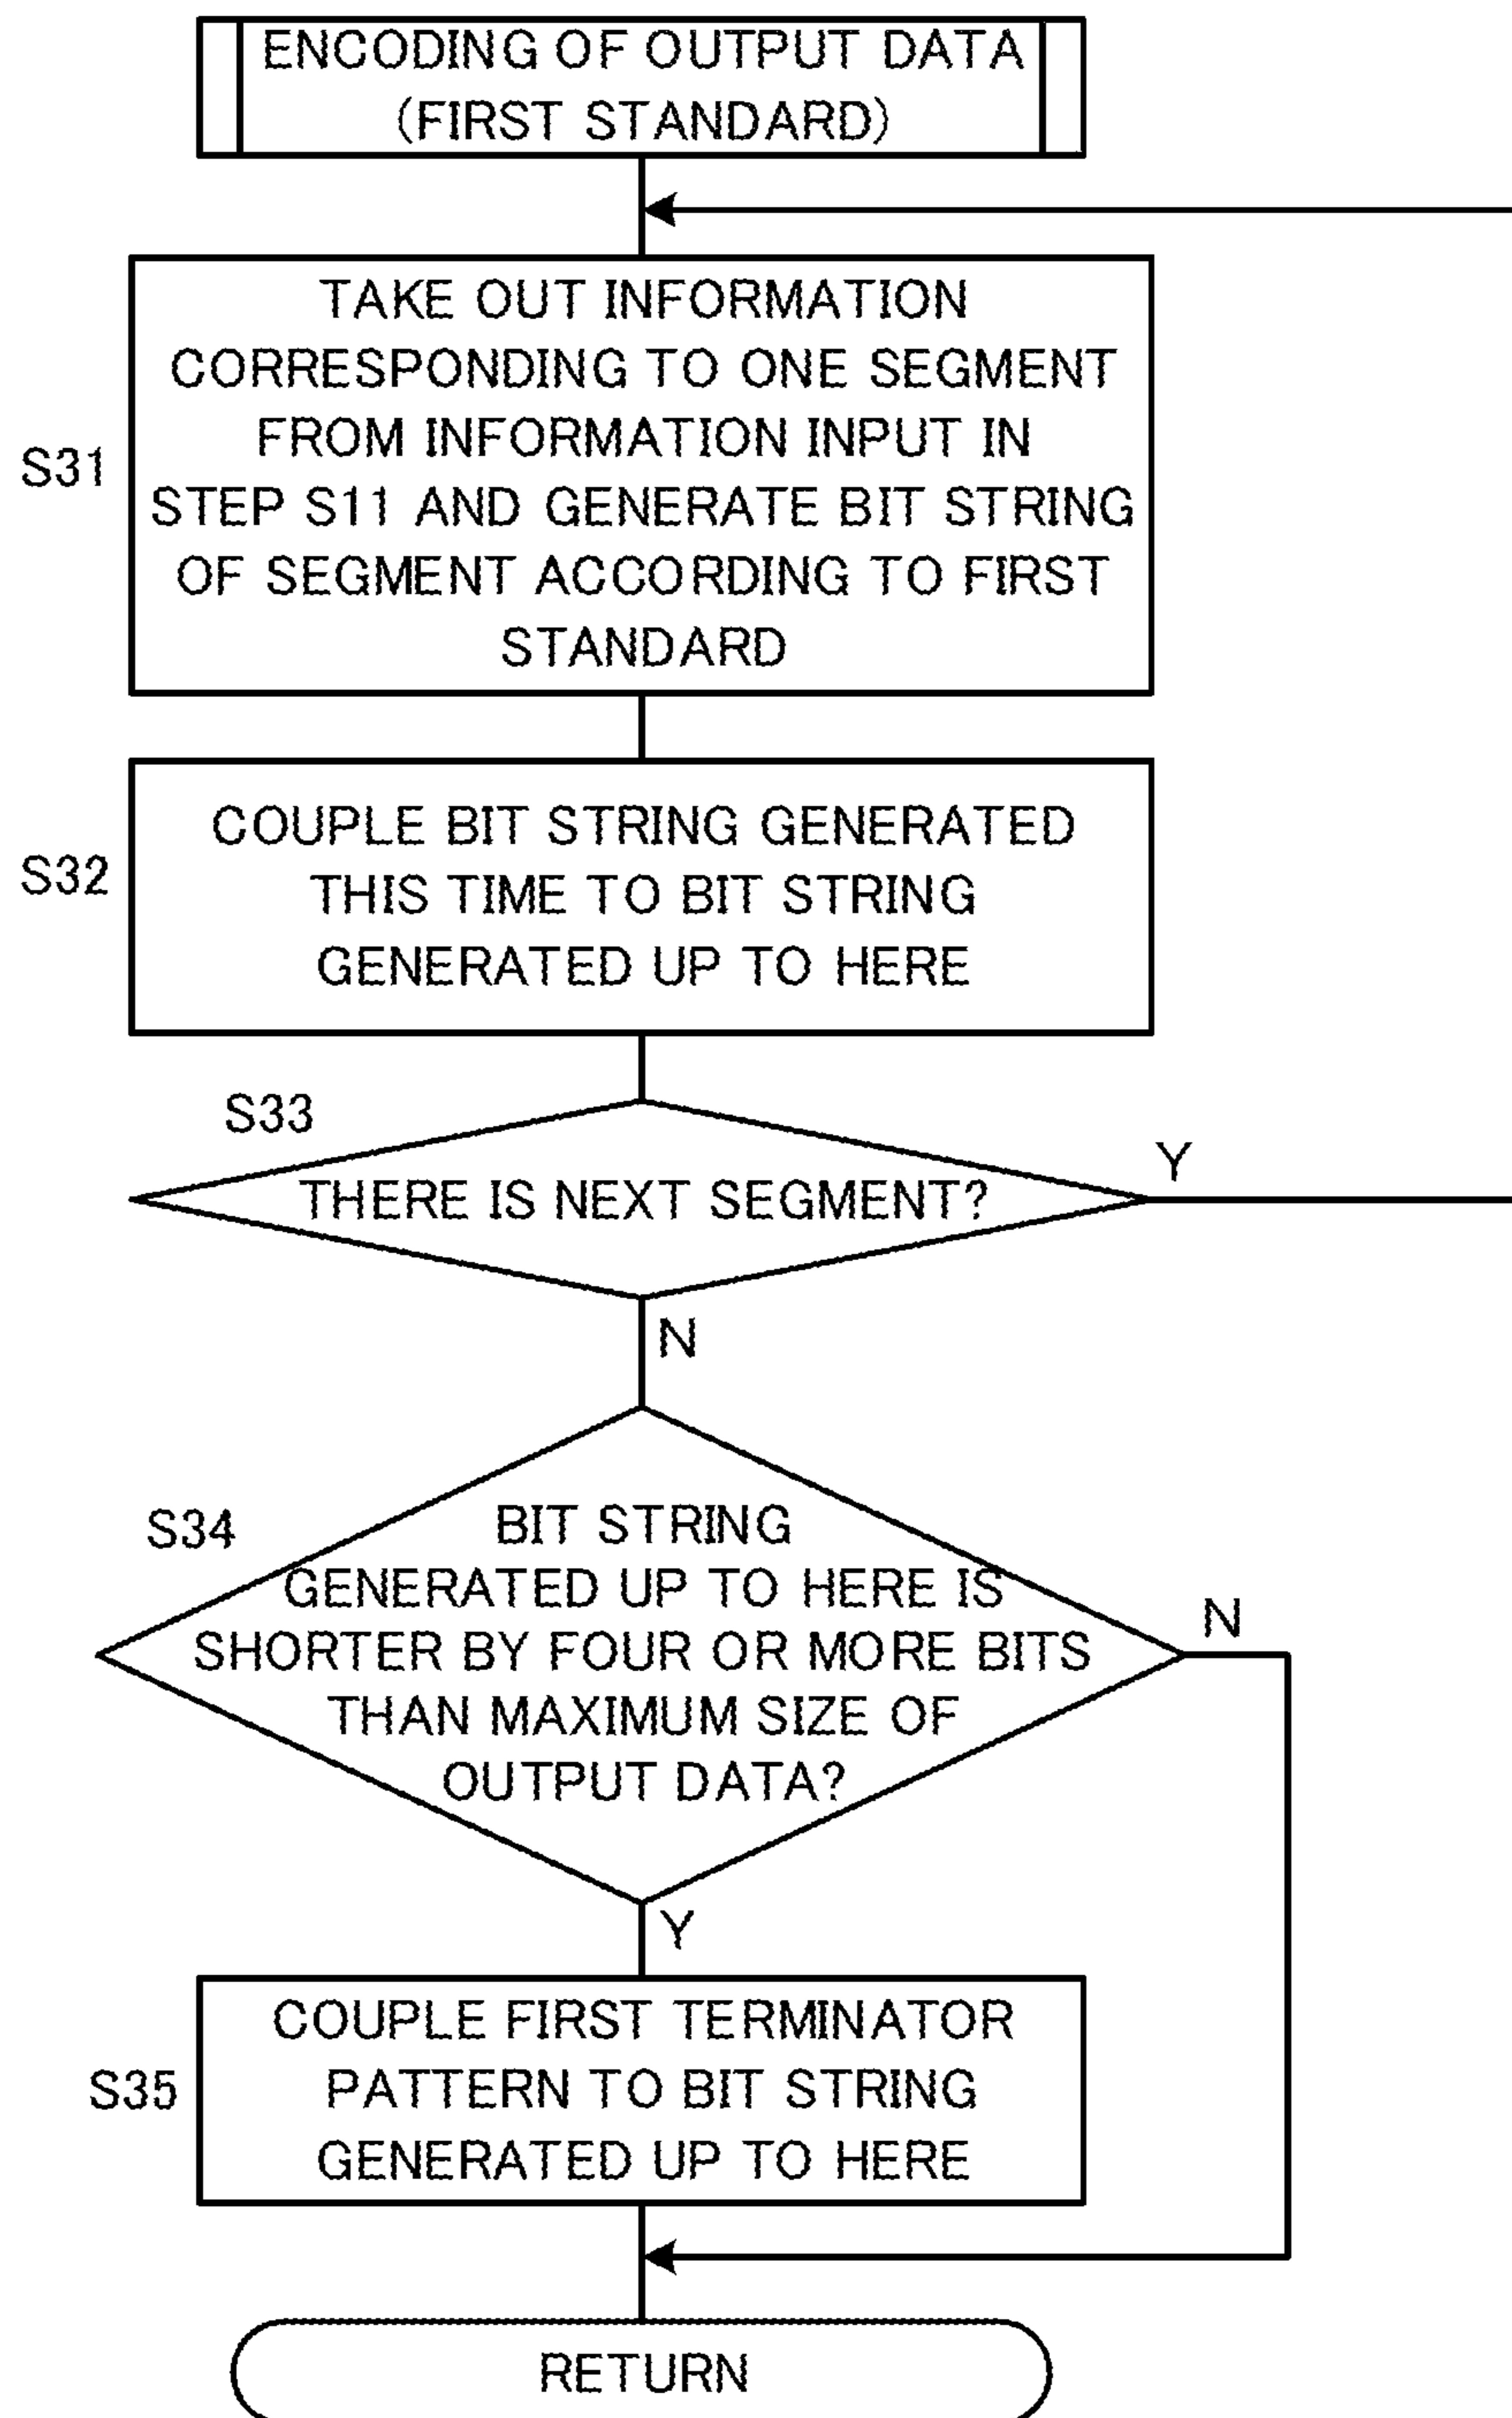 ENCODING OF OUTPUT DATA
(FIRST STANDARD)
TAKE OUT INFORMATION
CORRESPONDING TO ONE SEGMENT
FROM INFORMATION INPUT IN
S31
STEP S11 AND GENERATE BIT STRING
OF SEGMENT ACCORDING TO FIRST
STANDARD
COUPLE BIT STRING GENERATED
S32
THIS TIME TO BIT STRING
GENERATED UP TO HERE
S33
THERE IS NEXT SEGMENT?
Y
N
S34
BIT STRING
GENERATED UP TO HERE IS
SHORTER BY FOUR OR MORE BITS
THAN MAXIMUM SIZE OF
OUTPUT DATA?
N
Y
COUPLE FIRST TERMINATOR
S35
PATTERN TO BIT STRING
GENERATED UP TO HERE
RETURN